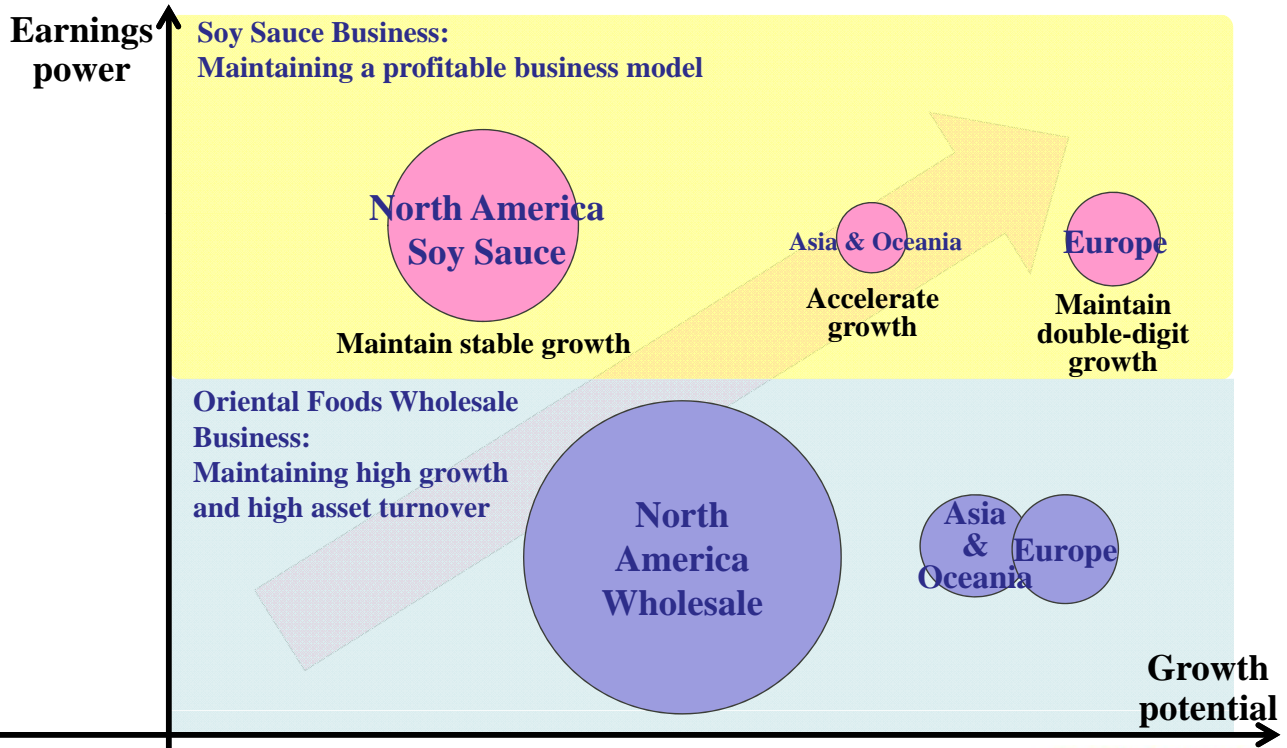 Earnings
power
Soy Sauce Business:
Maintaining a profitable business model
North America
Soy Sauce
Maintain stable growth
Asia & Oceania
Accelerate
growth
Europe
Maintain
double-digit
growth
Oriental Foods Wholesale
Business:
Maintaining high growth
and high asset turnover
North
America
Wholesale
Asia
&
Oceania
Europe
Growth
potential